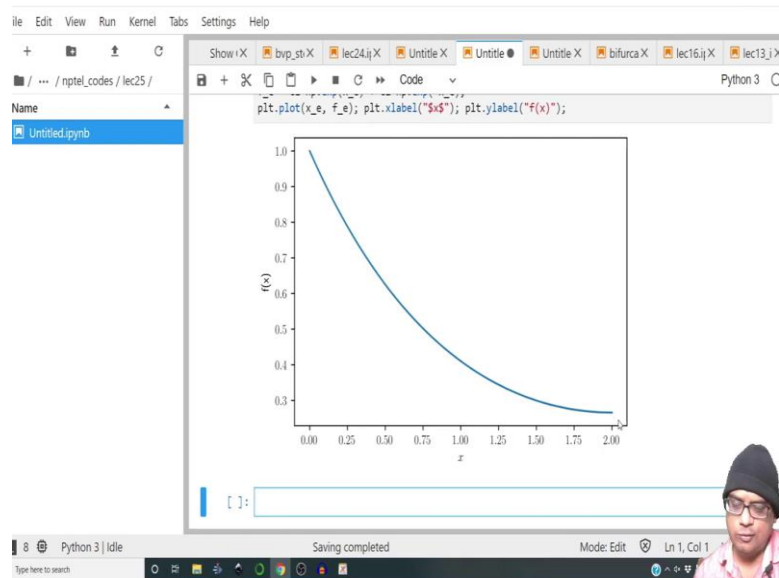 ile Edit View Run Kernel Tabs Settings Help
Show bvp_st lec24.ij Untitle Untitle Untitle bifurca lec16.ij lec13_i
/ ··· / nptel_codes / lec25 /
Code
Python 3
Name
Untitled.ipynb
plt.plot(x_e, f_e); plt.xlabel("$x$"); plt.ylabel("f(x)");
1.0
0.9
0.8
0.7
0.6
0.5
0.4
0.3
f(x)
0.00 0.25 0.50 0.75 1.00 1.25 1.50 1.75 2.00
x
[ ]:
8 Python 3 | Idle Saving completed Mode: Edit Ln 1, Col 1
Type here to search